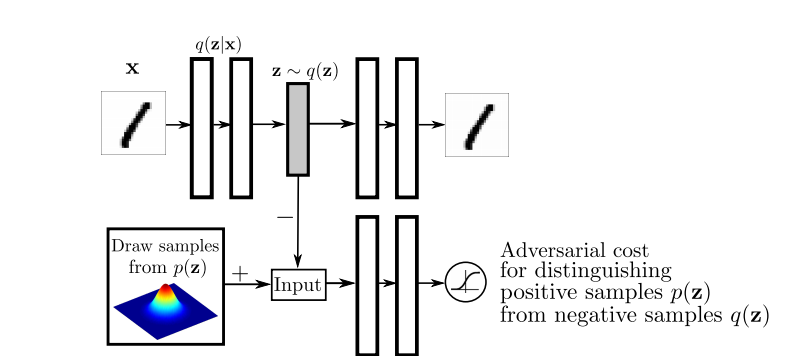 q(z|x)
x
z ∼ q(z)
−
Draw samples
from p(z)
+
Input
Adversarial cost
for distinguishing
positive samples p(z)
from negative samples q(z)